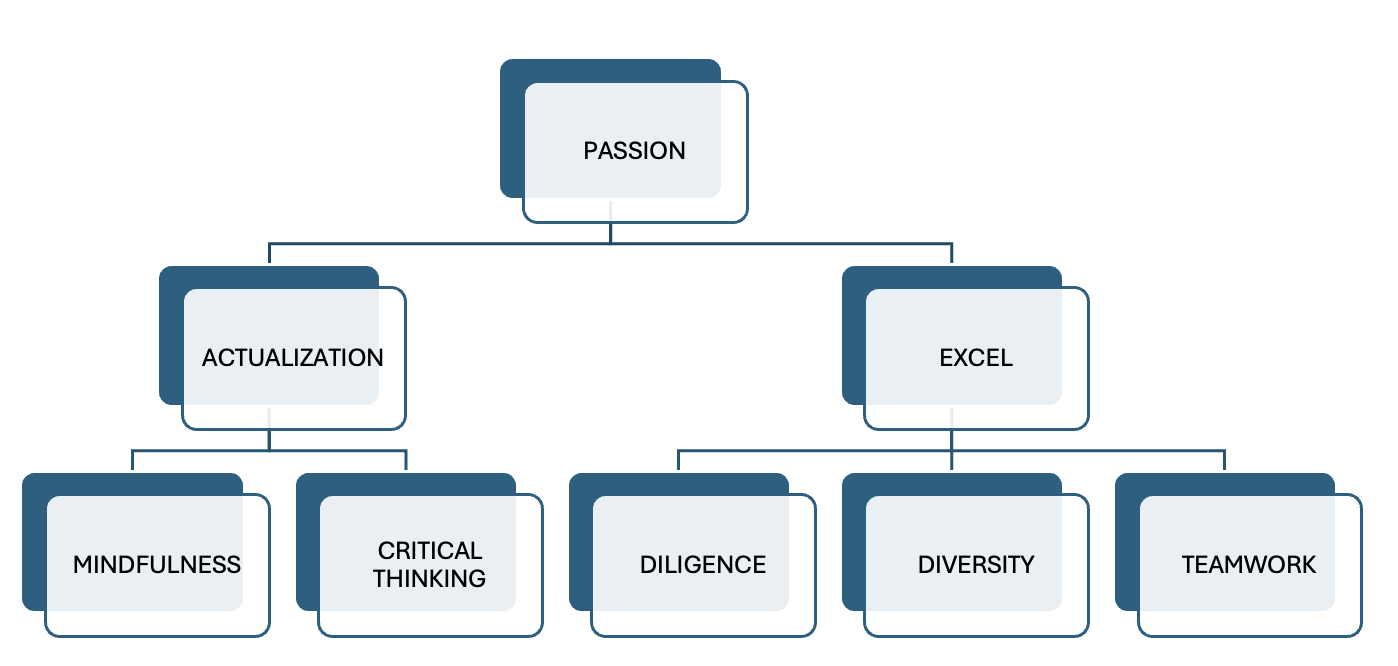 PASSION
ACTUALIZATION
EXCEL
MINDFULNESS
CRITICAL
THINKING
DILIGENCE
DIVERSITY
TEAMWORK